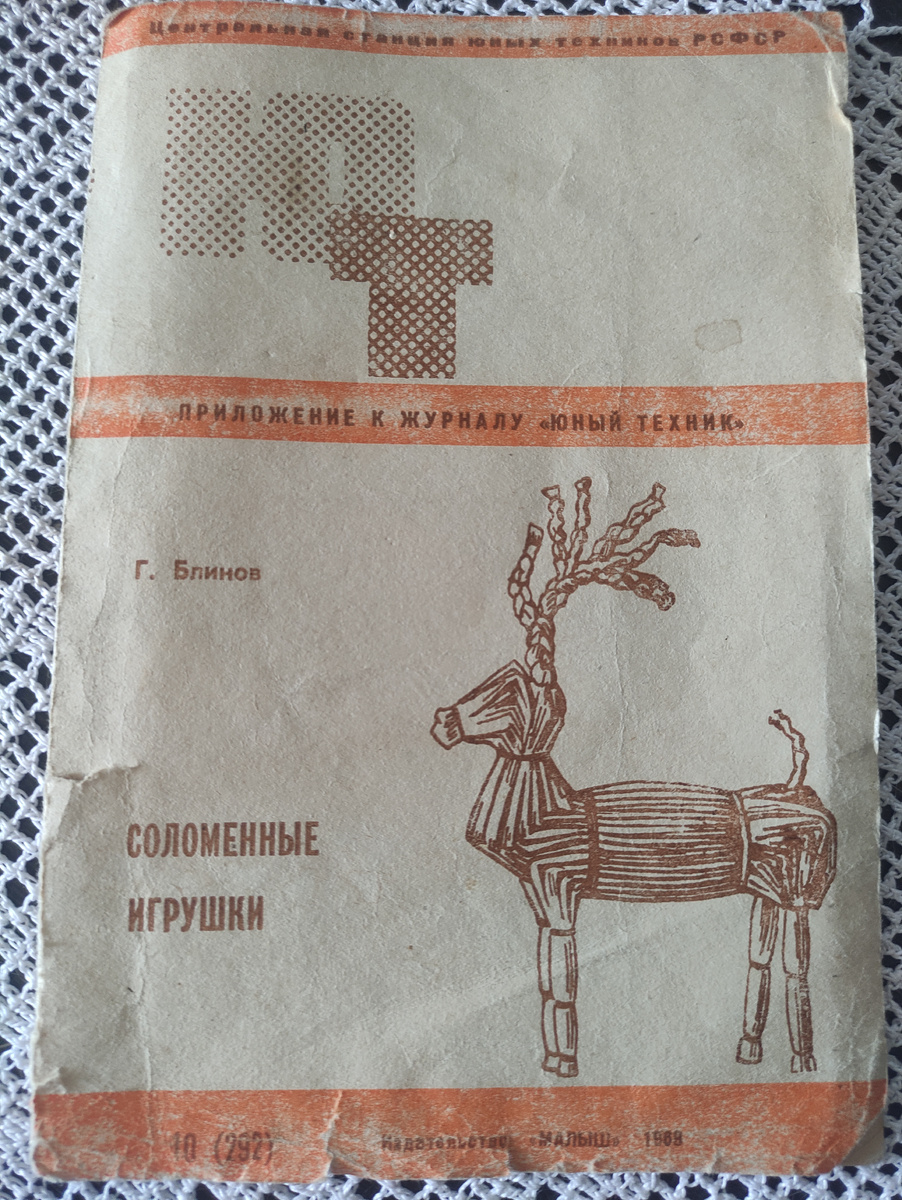 Центральная станция юных техников РСФСР
ЮТ
ПРИЛОЖЕНИЕ К ЖУРНАЛУ «ЮНЫЙ ТЕХНИК»
Г. Блинов
СОЛОМЕННЫЕ
ИГРУШКИ
10 (292) Издательство «МАЛЫШ» 1969